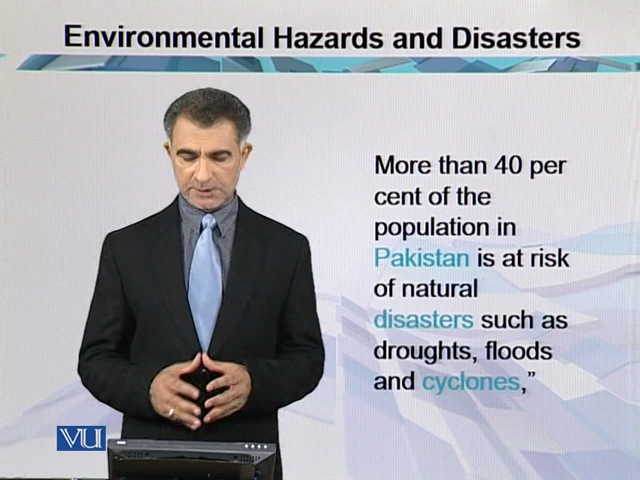 Environmental Hazards and Disasters
More than 40 per
cent of the
population in
Pakistan is at risk
of natural
disasters such as
droughts, floods
and cyclones,”
VU